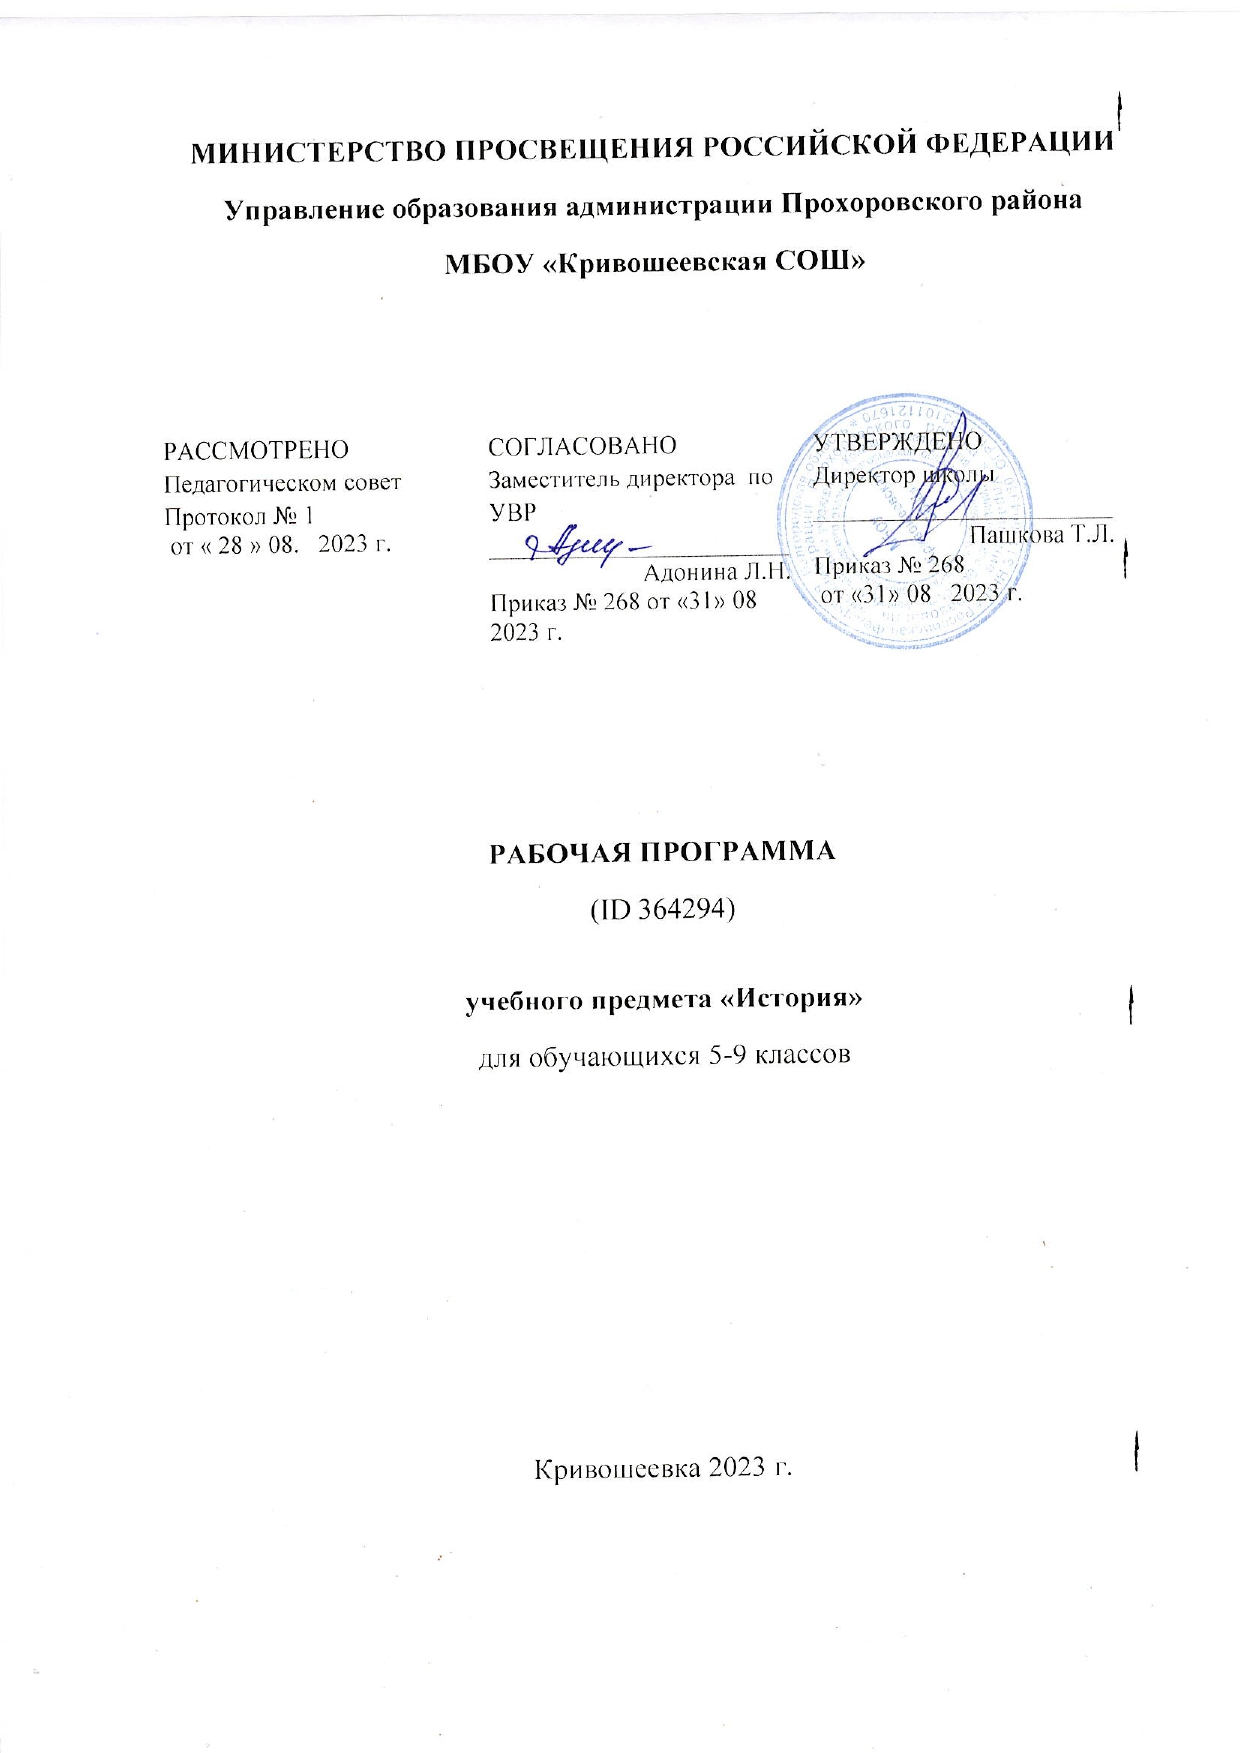 МИНИСТЕРСТВО ПРОСВЕЩЕНИЯ РОССИЙСКОЙ ФЕДЕРАЦИИ
Управление образования администрации Прохоровского района
МБОУ «Кривошеевская СОШ»
РАССМОТРЕНО
Педагогическом совет
Протокол № 1
от « 28 » 08. 2023 г.
СОГЛАСОВАНО
Заместитель директора по
УВР
Адонина Л.Н.
Приказ № 268 от «31» 08
2023 г.
УТВЕРЖДЕНО
Директор школы
Пашкова Т.Л.
Приказ № 268
от «31» 08 2023 г.
РАБОЧАЯ ПРОГРАММА
(ID 364294)
учебного предмета «История»
для обучающихся 5-9 классов
Кривошеевка 2023 г.